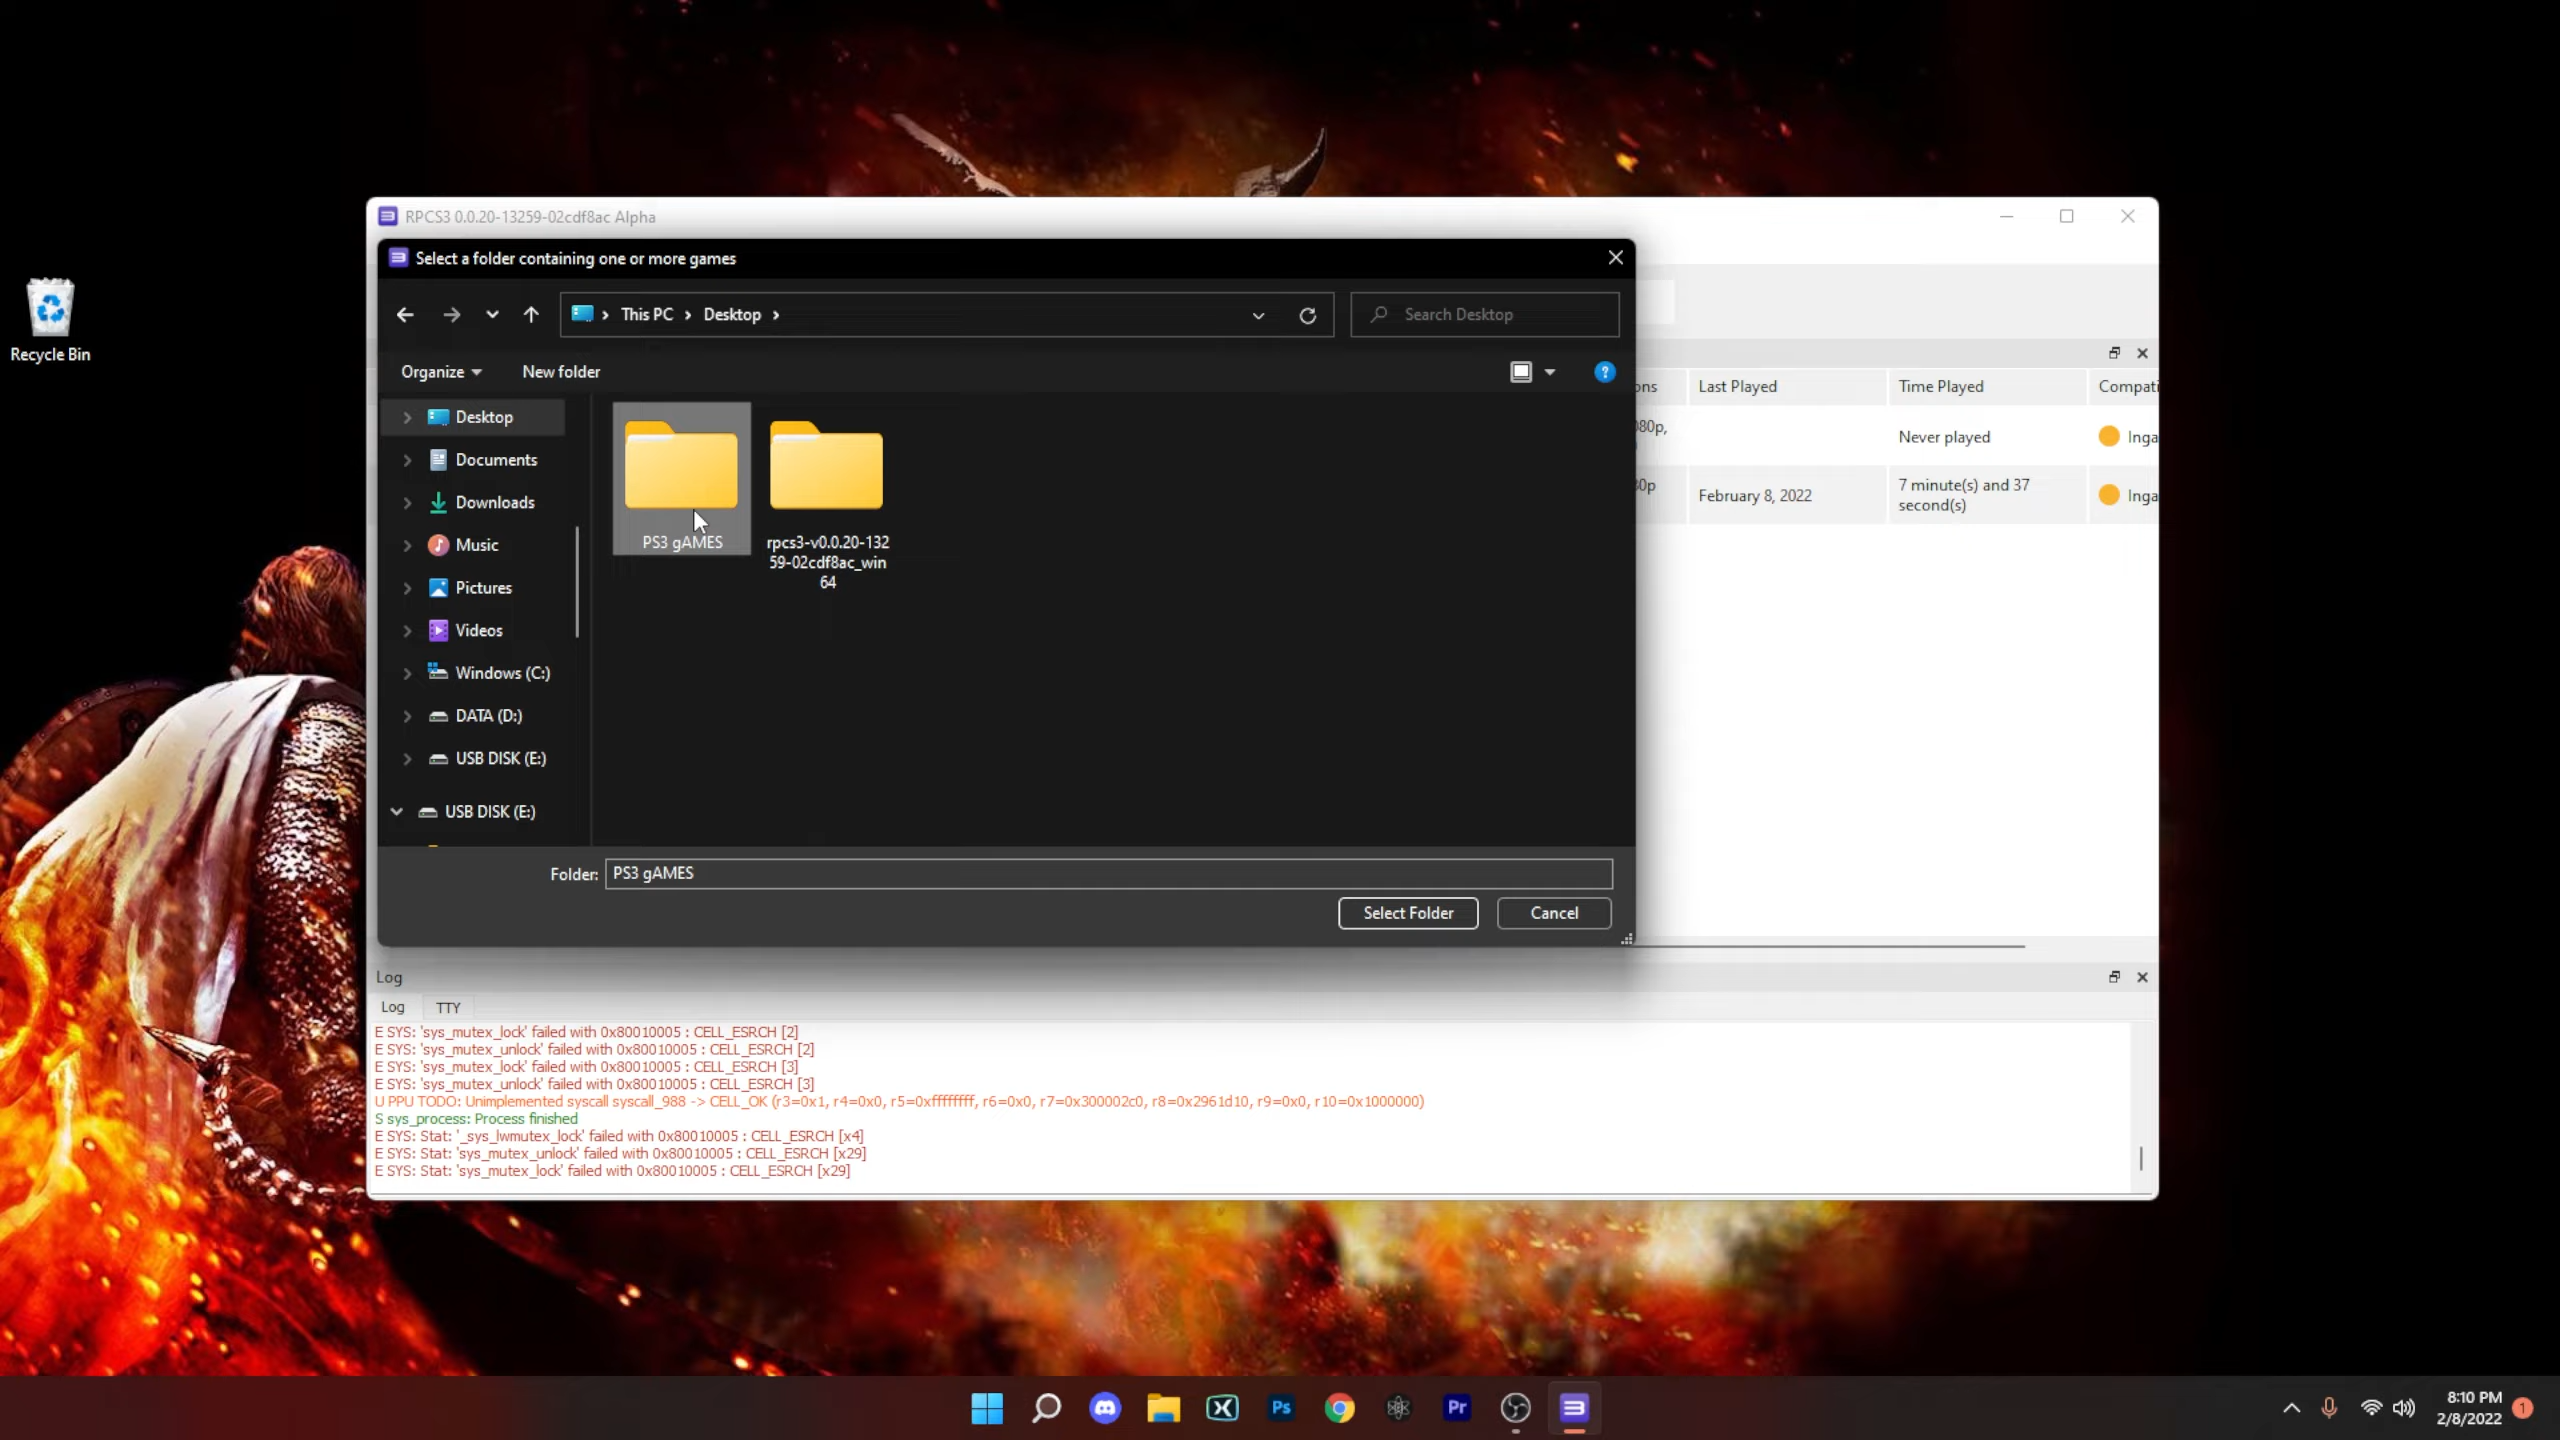 Recycle Bin
RPCS3 0.0.20-13259-02cdf8ac Alpha
Select a folder containing one or more games
This PC
Desktop
Search Desktop
Organize
New folder
?
Desktop
Documents
Downloads
Music
Pictures
Videos
Windows (C:)
DATA (D:)
USB DISK (E:)
USB DISK (E:)
PS3 gAMES
rpcs3-v0.0.20-132
59-02cdf8ac_win
64
Folder: PS3 gAMES
Select Folder
Cancel
Last Played
Time Played
Never played
February 8, 2022
7 minute(s) and 37
second(s)
Log
Log
TTY
E SYS: 'sys_mutex_lock' failed with 0x80010005 : CELL_ESRCH [2]
E SYS: 'sys_mutex_unlock' failed with 0x80010005 : CELL_ESRCH [2]
E SYS: 'sys_mutex_lock' failed with 0x80010005 : CELL_ESRCH [3]
E SYS: 'sys_mutex_unlock' failed with 0x80010005 : CELL_ESRCH [3]
U PPU TODO: Unimplemented syscall syscall_988 -> CELL_OK (r3=0x1, r4=0x0, r5=0xffffffff, r6=0x0, r7=0x300002c0, r8=0x2961d10, r9=0x0, r10=0x1000000)
S sys_process: Process finished
E SYS: Stat: '_sys_lwmutex_lock' failed with 0x80010005 : CELL_ESRCH [x4]
E SYS: Stat: 'sys_mutex_unlock' failed with 0x80010005 : CELL_ESRCH [x29]
E SYS: Stat: 'sys_mutex_lock' failed with 0x80010005 : CELL_ESRCH [x29]
Ps
Pr
8:10 PM
2/8/2022
1